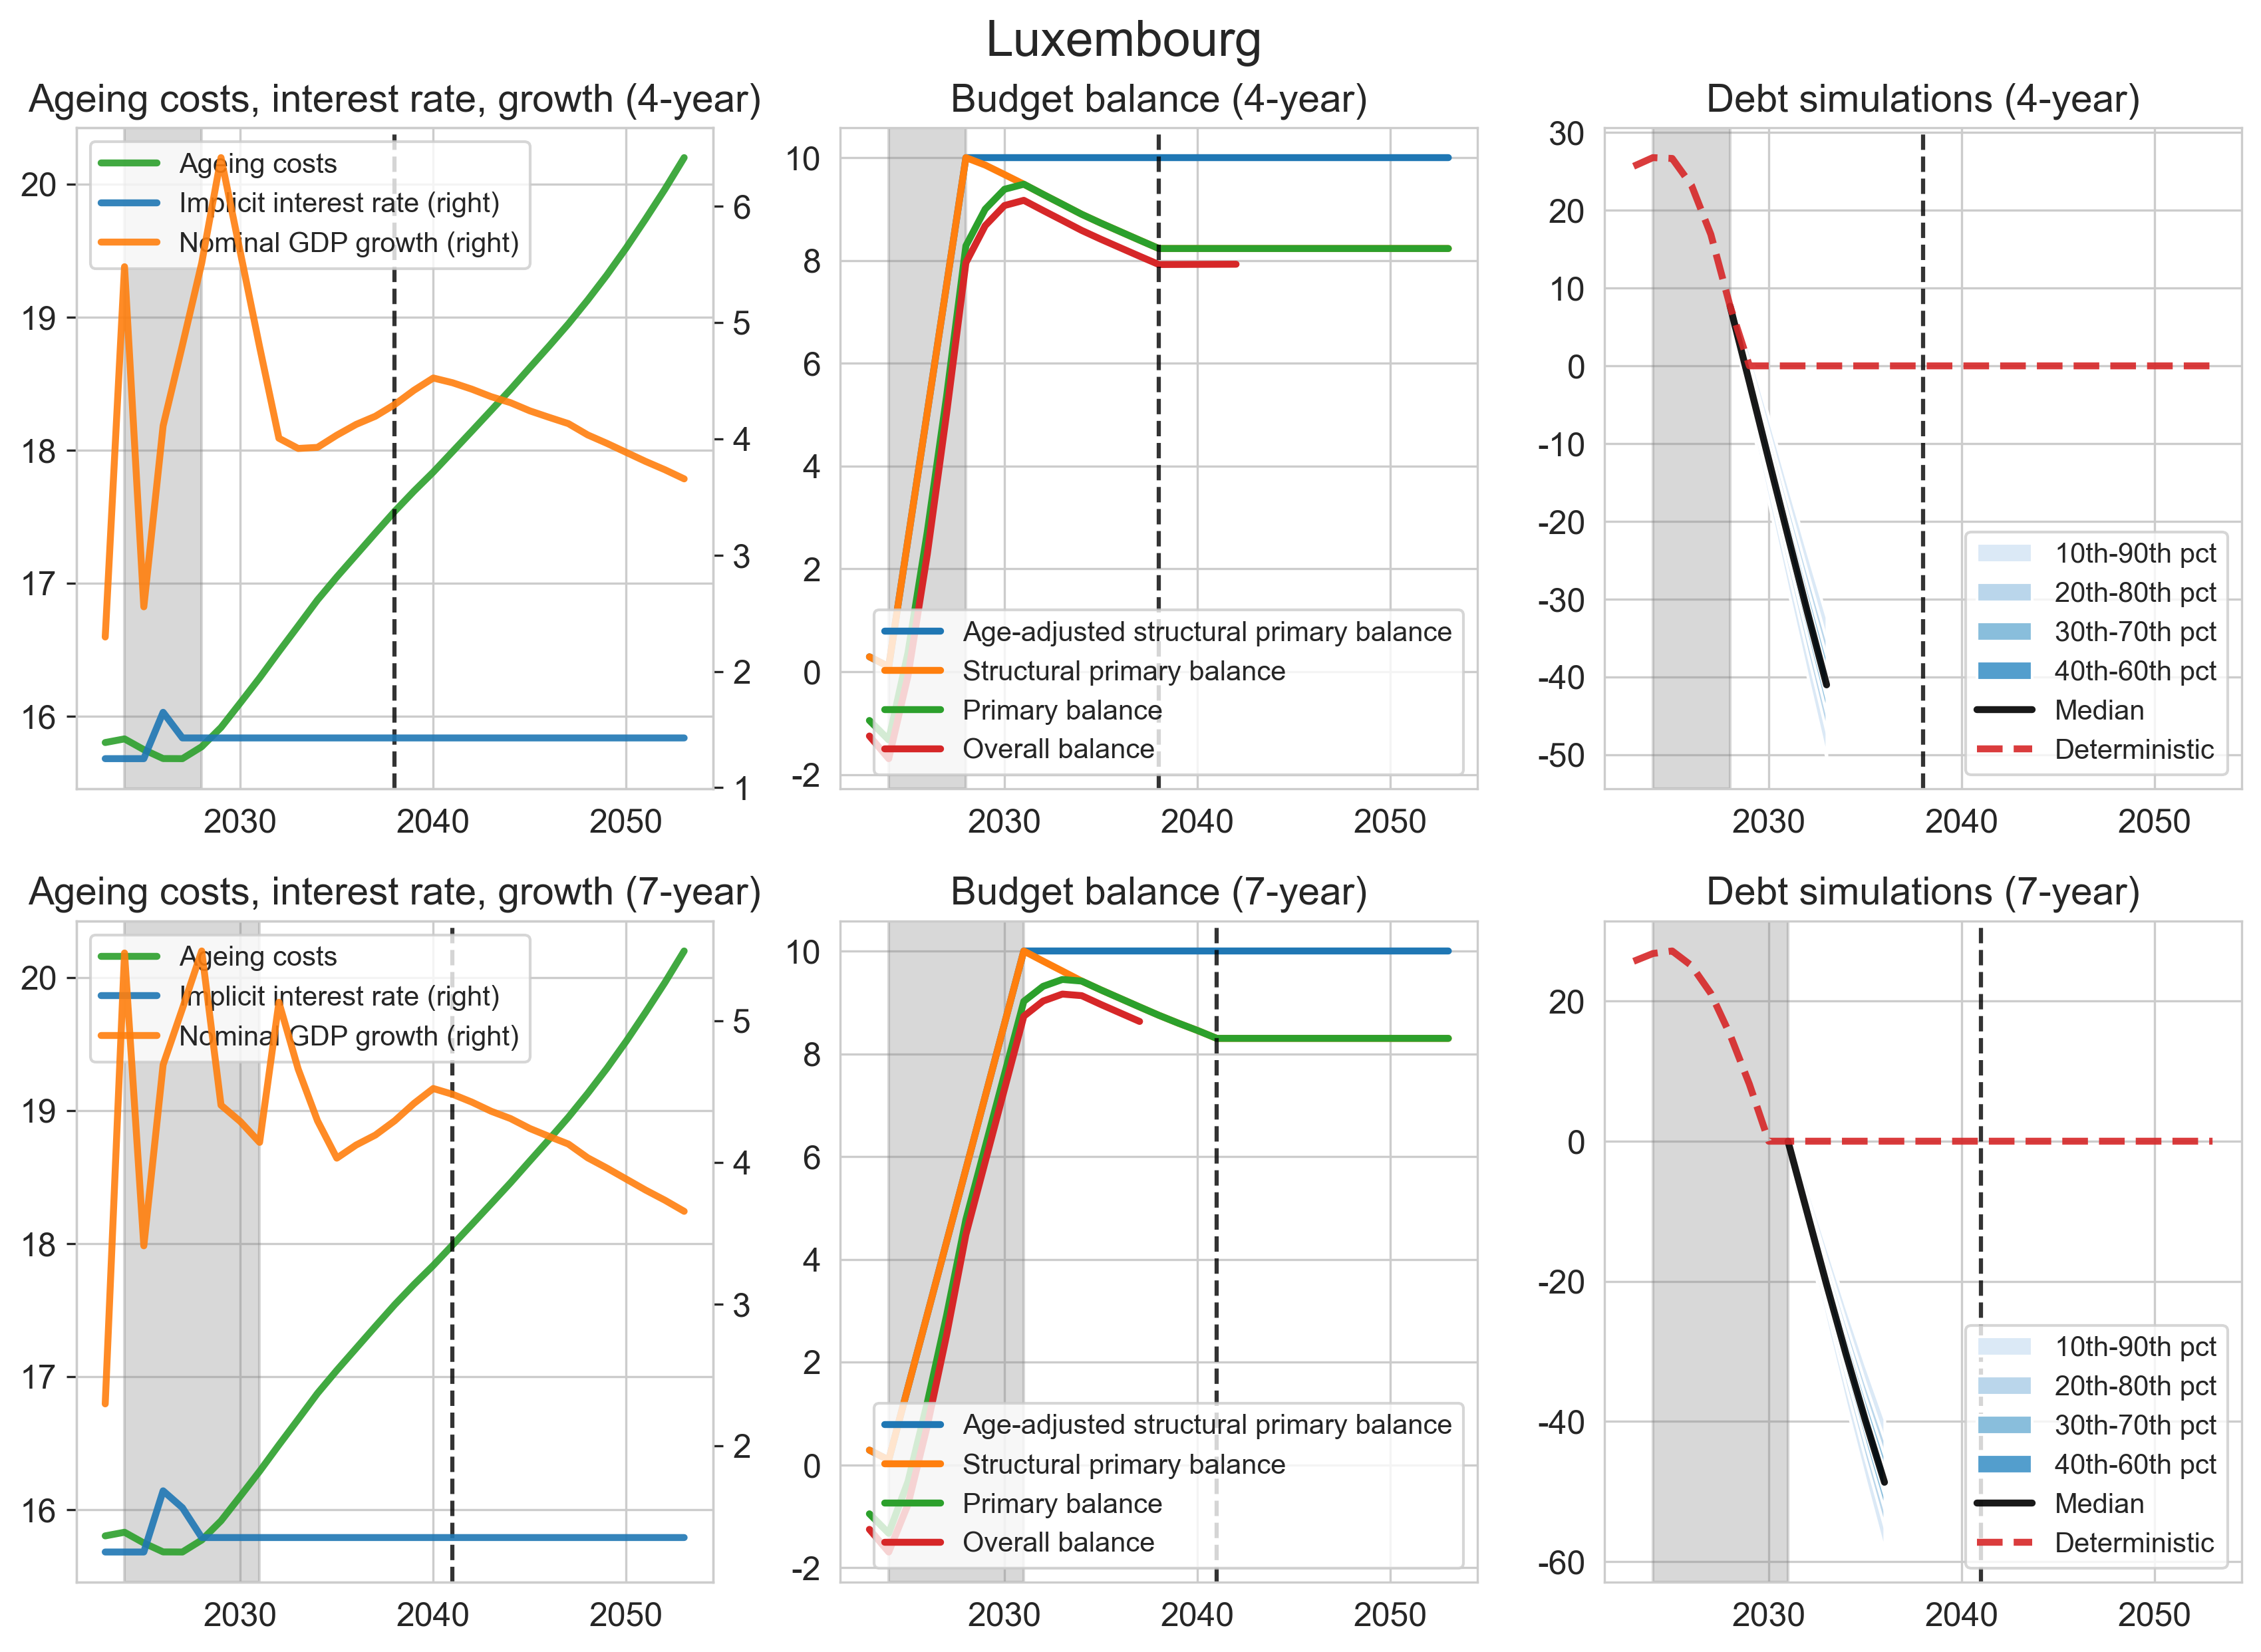 Luxembourg
Ageing costs, interest rate, growth (4-year)
Ageing costs
Implicit interest rate (right)
Nominal GDP growth (right)
20
19
18
17
16
6
5
4
3
2
1
2030
2040
2050
Budget balance (4-year)
10
8
6
4
2
0
-2
Age-adjusted structural primary balance
Structural primary balance
Primary balance
Overall balance
2030
2040
2050
Debt simulations (4-year)
30
20
10
0
-10
-20
-30
-40
-50
10th-90th pct
20th-80th pct
30th-70th pct
40th-60th pct
Median
Deterministic
2030
2040
2050
Ageing costs, interest rate, growth (7-year)
Ageing costs
Implicit interest rate (right)
Nominal GDP growth (right)
20
19
18
17
16
5
4
3
2
2030
2040
2050
Budget balance (7-year)
10
8
6
4
2
0
-2
Age-adjusted structural primary balance
Structural primary balance
Primary balance
Overall balance
2030
2040
2050
Debt simulations (7-year)
20
0
-20
-40
-60
10th-90th pct
20th-80th pct
30th-70th pct
40th-60th pct
Median
Deterministic
2030
2040
2050